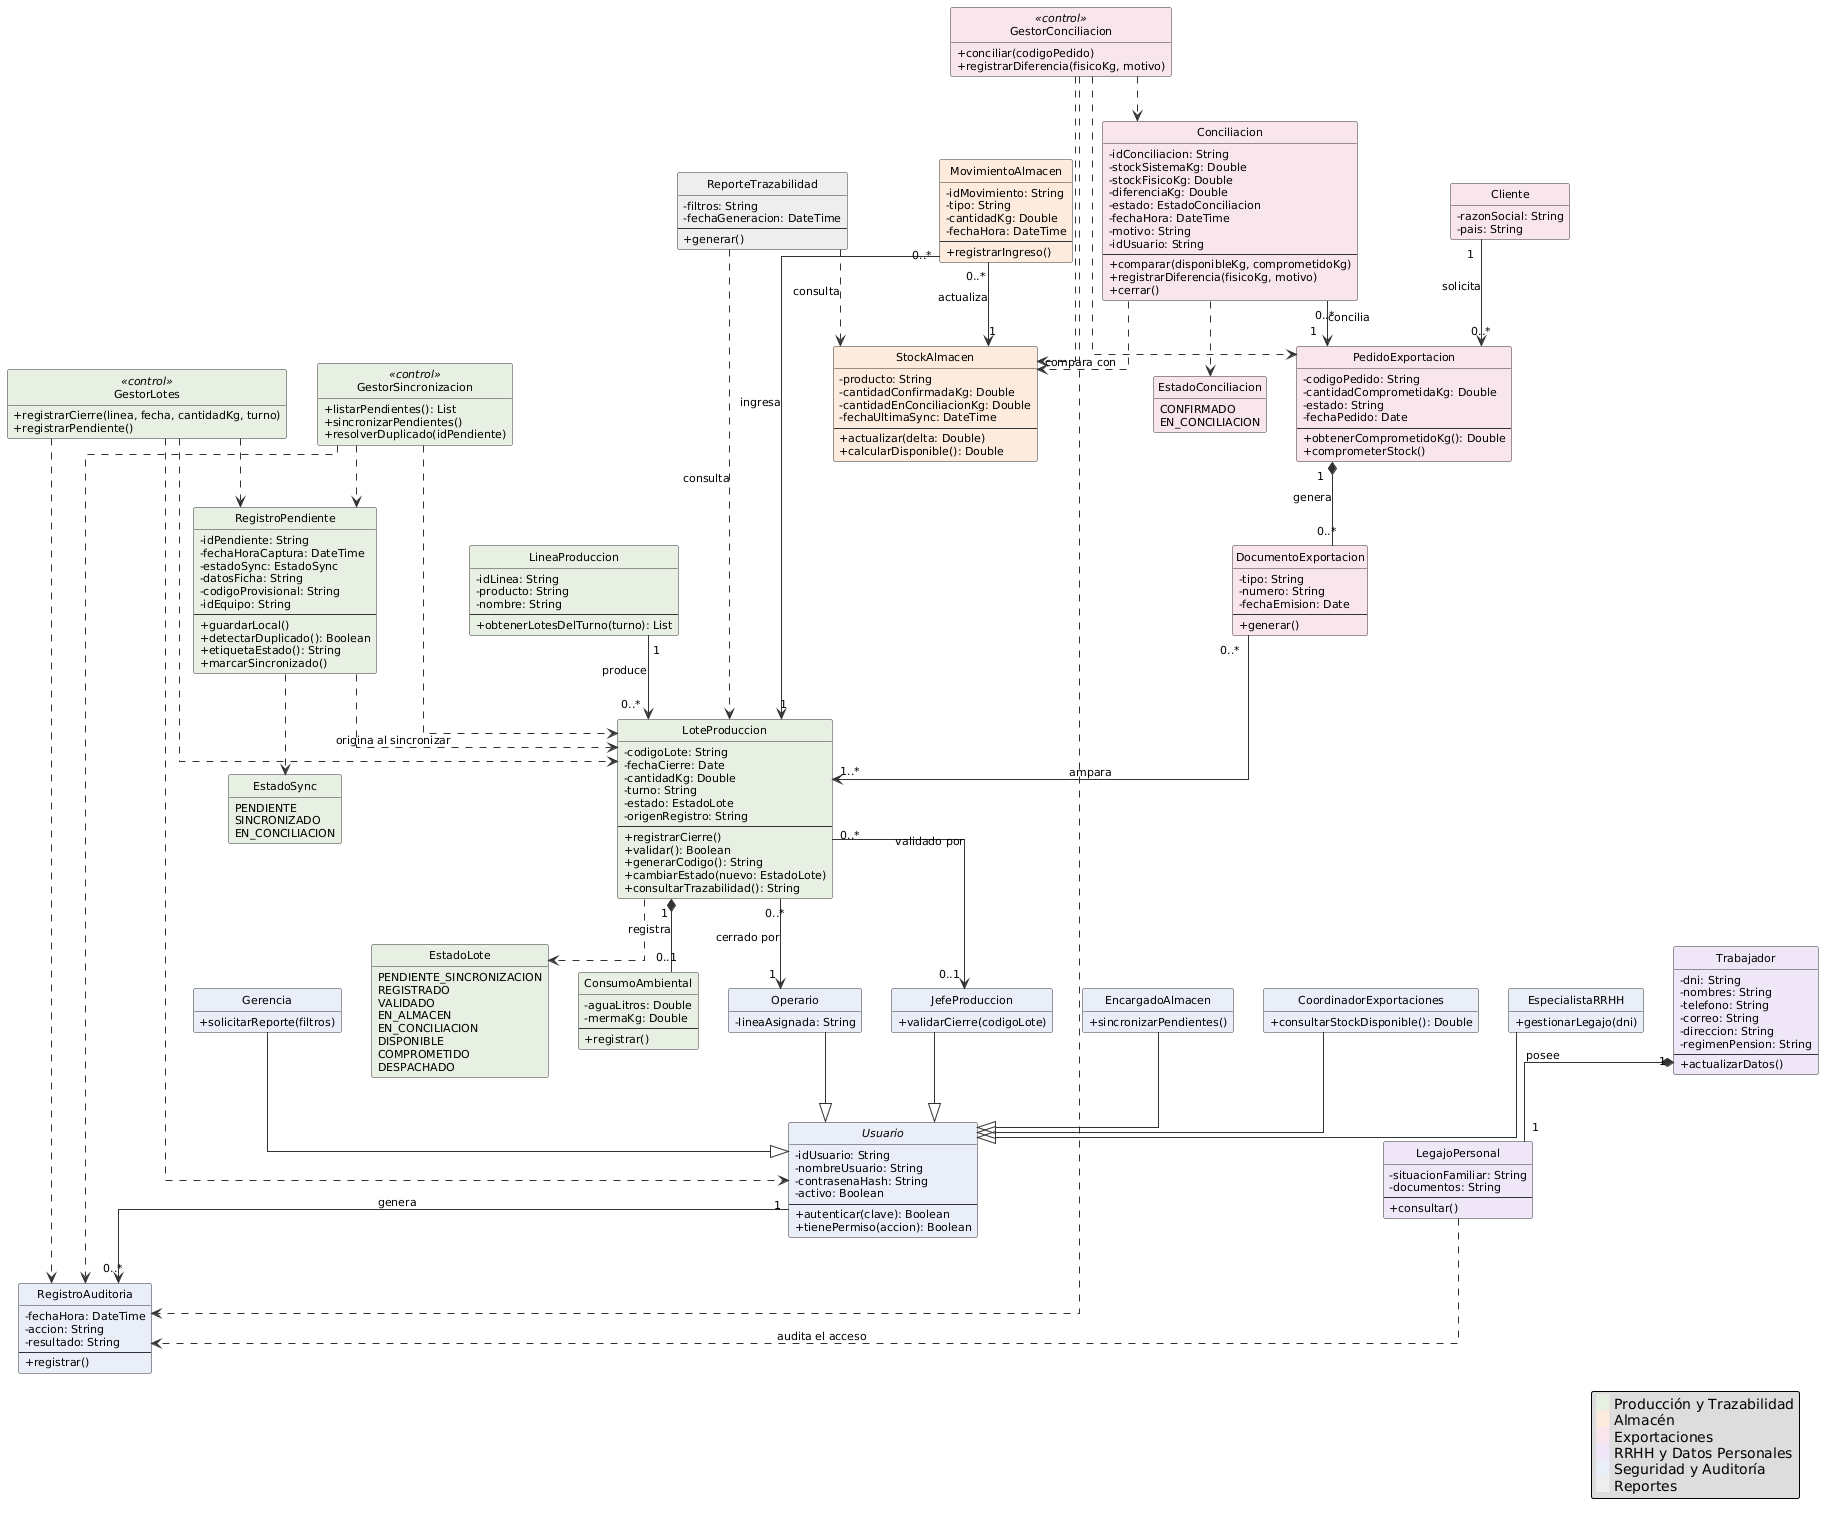 «control»
GestorConciliacion
+conciliar(codigoPedido)
+registrarDiferencia(fisicoKg, motivo)
Conciliacion
-idConciliacion: String
-stockSistemaKg: Double
-stockFisicoKg: Double
-diferenciaKg: Double
-estado: EstadoConciliacion
-fechaHora: DateTime
-motivo: String
-idUsuario: String
+comparar(disponibleKg, comprometidoKg)
+registrarDiferencia(fisicoKg, motivo)
+cerrar()
MovimientoAlmacen
-idMovimiento: String
-tipo: String
-cantidadKg: Double
-fechaHora: DateTime
+registrarIngreso()
ReporteTrazabilidad
-filtros: String
-fechaGeneracion: DateTime
+generar()
Cliente
-razonSocial: String
-pais: String
0..*
0..*
1
consulta
actualiza
solicita
0..*
concilia
1
1
0..*
StockAlmacen
-producto: String
-cantidadConfirmadaKg: Double
-cantidadEnConciliacionKg: Double
-fechaUltimaSync: DateTime
+actualizar(delta: Double)
+calcularDisponible(): Double
compara con
EstadoConciliacion
CONFIRMADO
EN_CONCILIACION
PedidoExportacion
-codigoPedido: String
-cantidadComprometidaKg: Double
-estado: String
-fechaPedido: Date
+obtenerComprometidoKg(): Double
+comprometerStock()
«control»
GestorLotes
+registrarCierre(linea, fecha, cantidadKg, turno)
+registrarPendiente()
«control»
GestorSincronizacion
+listarPendientes(): List
+sincronizarPendientes()
+resolverDuplicado(idPendiente)
ingresa
consulta
1
genera
0..*
RegistroPendiente
-idPendiente: String
-fechaHoraCaptura: DateTime
-estadoSync: EstadoSync
-datosFicha: String
-codigoProvisional: String
-idEquipo: String
+guardarLocal()
+detectarDuplicado(): Boolean
+etiquetaEstado(): String
+marcarSincronizado()
LineaProduccion
-idLinea: String
-producto: String
-nombre: String
+obtenerLotesDelTurno(turno): List
DocumentoExportacion
-tipo: String
-numero: String
-fechaEmision: Date
+generar()
1
produce
0..*
1
0..*
origina al sincronizar
LoteProduccion
-codigoLote: String
-fechaCierre: Date
-cantidadKg: Double
-turno: String
-estado: EstadoLote
-origenRegistro: String
+registrarCierre()
+validar(): Boolean
+generarCodigo(): String
+cambiarEstado(nuevo: EstadoLote)
+consultarTrazabilidad(): String
1..*
ampara
EstadoSync
PENDIENTE
SINCRONIZADO
EN_CONCILIACION
0..*
validado por
1
registra
0..1
0..*
cerrado por
1
0..1
EstadoLote
PENDIENTE_SINCRONIZACION
REGISTRADO
VALIDADO
EN_ALMACEN
EN_CONCILIACION
DISPONIBLE
COMPROMETIDO
DESPACHADO
ConsumoAmbiental
-aguaLitros: Double
-mermaKg: Double
+registrar()
Gerencia
+solicitarReporte(filtros)
Operario
-lineaAsignada: String
JefeProduccion
+validarCierre(codigoLote)
EncargadoAlmacen
+sincronizarPendientes()
CoordinadorExportaciones
+consultarStockDisponible(): Double
EspecialistaRRHH
+gestionarLegajo(dni)
Trabajador
-dni: String
-nombres: String
-telefono: String
-correo: String
-direccion: String
-regimenPension: String
+actualizarDatos()
posee
1
1
Usuario
-idUsuario: String
-nombreUsuario: String
-contrasenaHash: String
-activo: Boolean
+autenticar(clave): Boolean
+tienePermiso(accion): Boolean
LegajoPersonal
-situacionFamiliar: String
-documentos: String
+consultar()
genera
1
0..*
RegistroAuditoria
-fechaHora: DateTime
-accion: String
-resultado: String
+registrar()
audita el acceso
Producción y Trazabilidad
Almacén
Exportaciones
RRHH y Datos Personales
Seguridad y Auditoría
Reportes